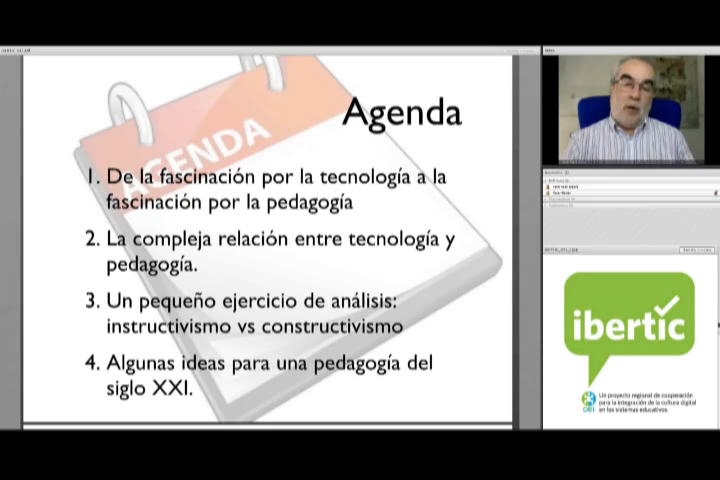 Agenda
AGENDA
1. De la fascinación por la tecnología a la
fascinación por la pedagogía
2. La compleja relación entre tecnología y
pedagogía.
3. Un pequeño ejercicio de análisis:
instructivismo vs constructivismo
4. Algunas ideas para una pedagogía del
siglo XXI.
ibertic
Un proyecto regional de cooperación
para la integración de la cultura digital
en los sistemas educativos.